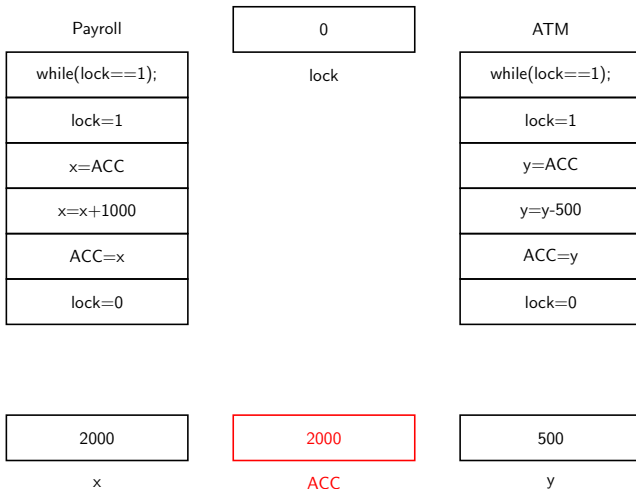 Payroll
while(lock==1);
lock=1
x=ACC
x=x+1000
ACC=x
lock=0
0
lock
ATM
while(lock==1);
lock=1
y=ACC
y=y-500
ACC=y
lock=0
2000
x
2000
ACC
500
y